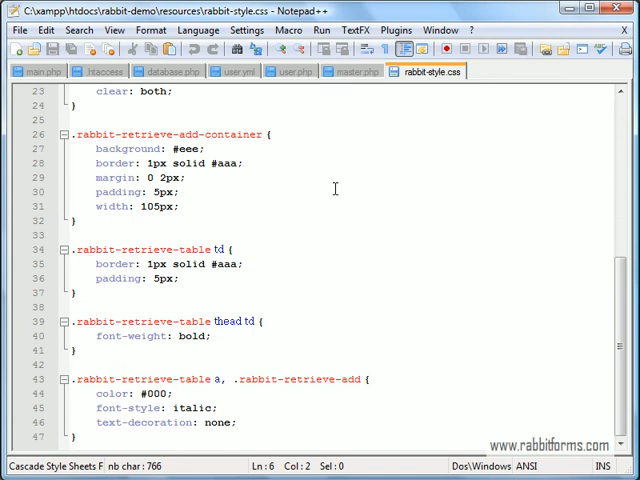 C:\xampp\htdocs\rabbit-demo\resources\rabbit-style.css - Notepad++
File Edit Search View Format Language Settings Macro Run TextFX Plugins Window ? X
main.php .htaccess database.php user.yml user.php master.php rabbit-style.css
23 clear: both;
24 }
25
26 .rabbit-retrieve-add-container {
27 background: #eee;
28 border: 1px solid #aaa;
29 margin: 0 2px;
30 padding: 5px;
31 width: 105px;
32 }
33
34 .rabbit-retrieve-table td {
35 border: 1px solid #aaa;
36 padding: 5px;
37 }
38
39 .rabbit-retrieve-table thead td {
40 font-weight: bold;
41 }
42
43 .rabbit-retrieve-table a, .rabbit-retrieve-add {
44 color: #000;
45 font-style: italic;
46 text-decoration: none;
47 }
www.rabbitforms.com
Cascade Style Sheets F nb char : 766 Ln : 6 Col : 2 Sel : 0 Dos\Windows ANSI INS